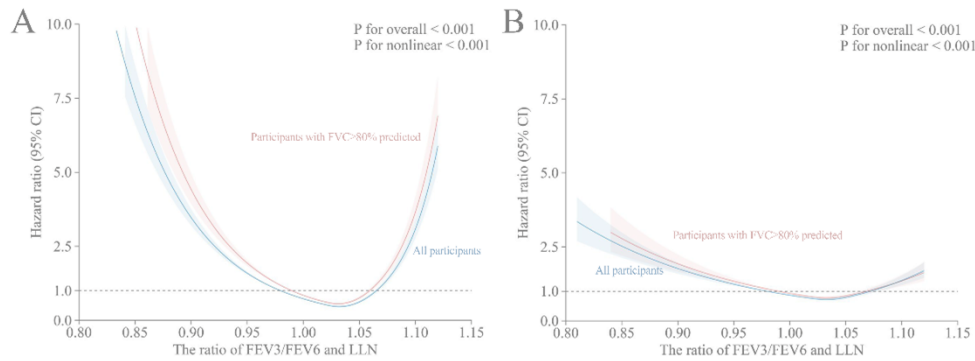 A
P for overall < 0.001
P for nonlinear < 0.001
Hazard ratio (95% CI)
10.0
7.5
5.0
2.5
1.0
0.0
Participants with FVC>80% predicted
All participants
0.80
0.85
0.90
0.95
1.00
1.05
1.10
1.15
The ratio of FEV3/FEV6 and LLN
B
P for overall < 0.001
P for nonlinear < 0.001
Hazard ratio (95% CI)
10.0
7.5
5.0
2.5
1.0
0.0
Participants with FVC>80% predicted
All participants
0.80
0.85
0.90
0.95
1.00
1.05
1.10
1.15
The ratio of FEV3/FEV6 and LLN